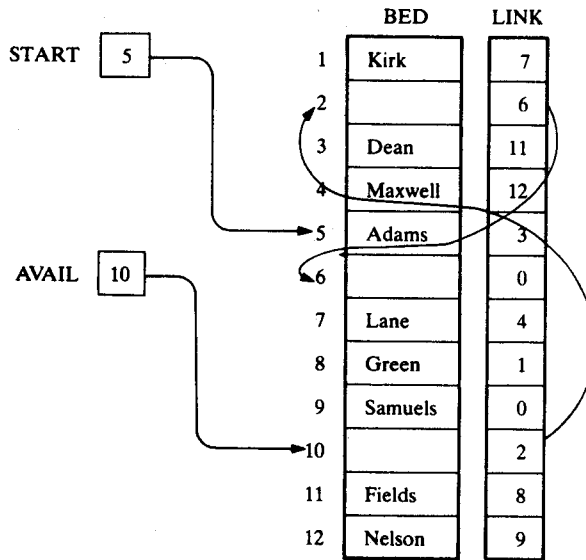 BED LINK
START 5
1 Kirk 7
2 6
3 Dean 11
4 Maxwell 12
5 Adams 3
AVAIL 10
6 0
7 Lane 4
8 Green 1
9 Samuels 0
10 2
11 Fields 8
12 Nelson 9